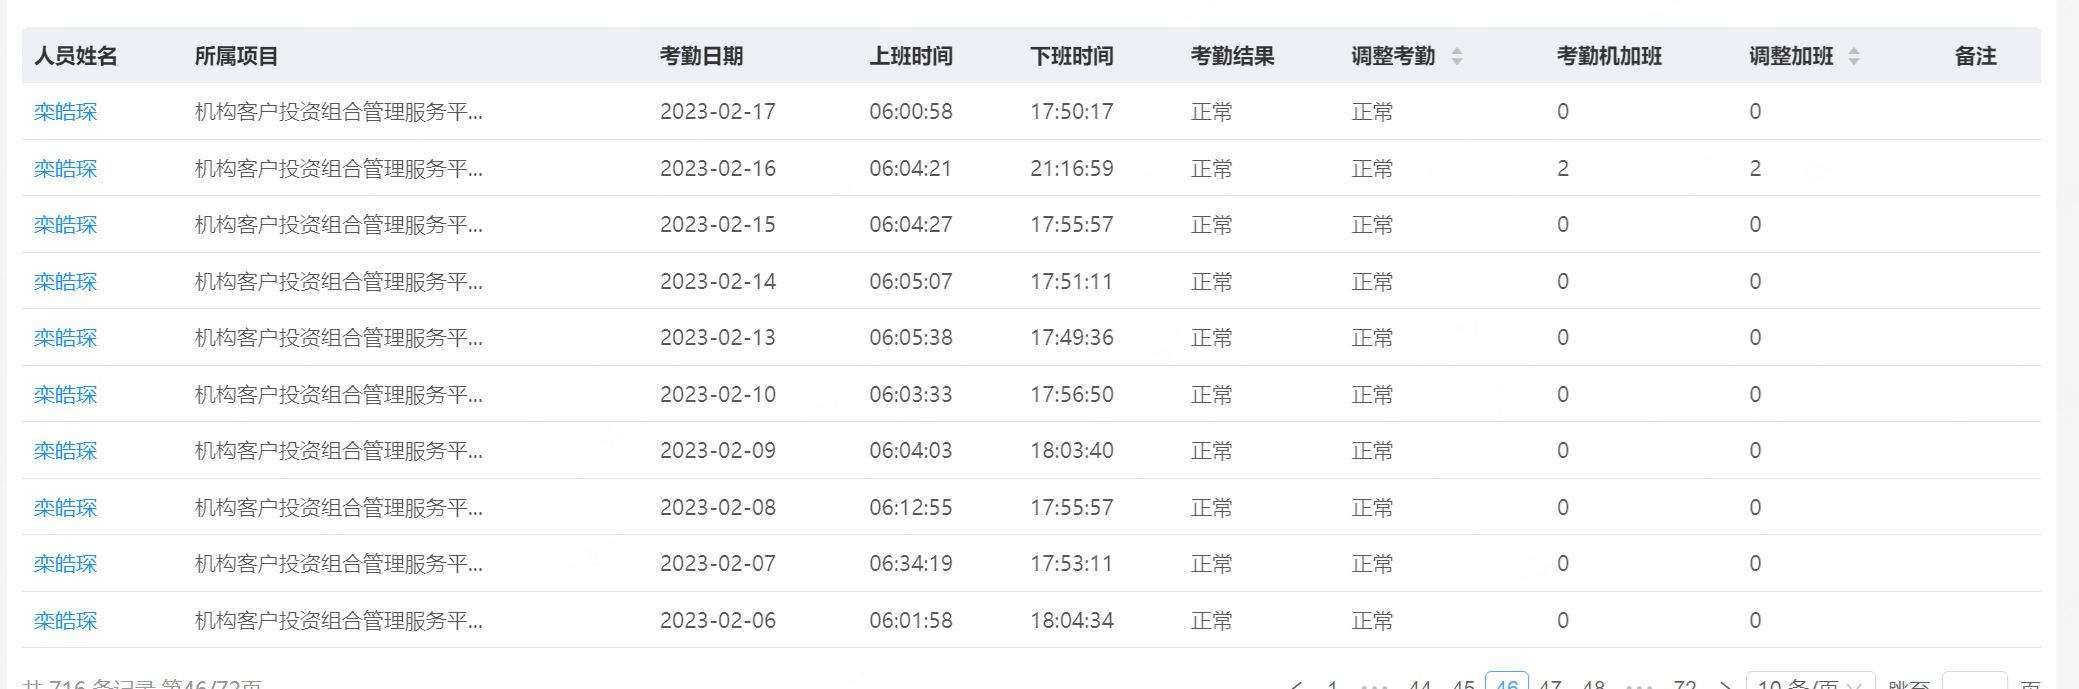 人员姓名 所属项目 考勤日期 上班时间 下班时间 考勤结果 调整考勤 考勤机加班 调整加班 备注
栾皓琛 机构客户投资组合管理服务平... 2023-02-17 06:00:58 17:50:17 正常 正常 0 0
栾皓琛 机构客户投资组合管理服务平... 2023-02-16 06:04:21 21:16:59 正常 正常 2 2
栾皓琛 机构客户投资组合管理服务平... 2023-02-15 06:04:27 17:55:57 正常 正常 0 0
栾皓琛 机构客户投资组合管理服务平... 2023-02-14 06:05:07 17:51:11 正常 正常 0 0
栾皓琛 机构客户投资组合管理服务平... 2023-02-13 06:05:38 17:49:36 正常 正常 0 0
栾皓琛 机构客户投资组合管理服务平... 2023-02-10 06:03:33 17:56:50 正常 正常 0 0
栾皓琛 机构客户投资组合管理服务平... 2023-02-09 06:04:03 18:03:40 正常 正常 0 0
栾皓琛 机构客户投资组合管理服务平... 2023-02-08 06:12:55 17:55:57 正常 正常 0 0
栾皓琛 机构客户投资组合管理服务平... 2023-02-07 06:34:19 17:53:11 正常 正常 0 0
栾皓琛 机构客户投资组合管理服务平... 2023-02-06 06:01:58 18:04:34 正常 正常 0 0
共 716 条记录 第46/72页 1 ••• 44 45 46 47 48 ••• 72 10 条/页 跳至 页